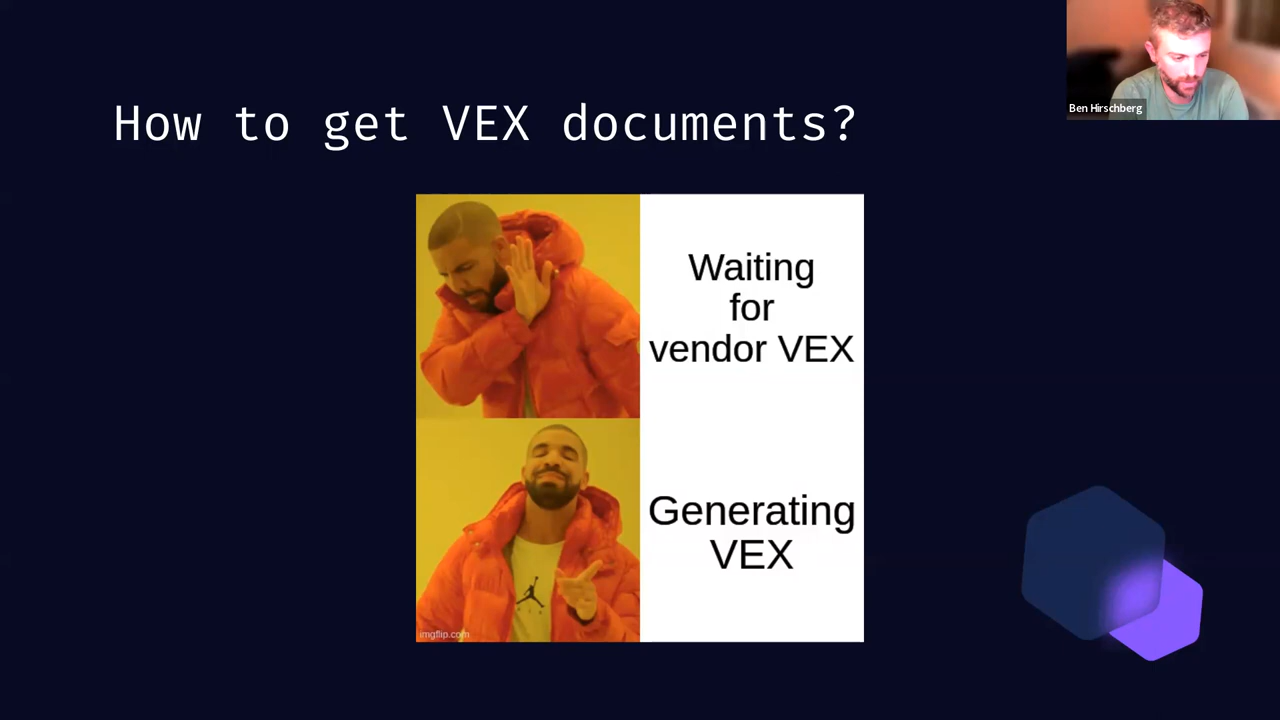 Ben Hirschberg
How to get VEX documents?
Waiting
for
vendor VEX
Generating
VEX
imgflip.com